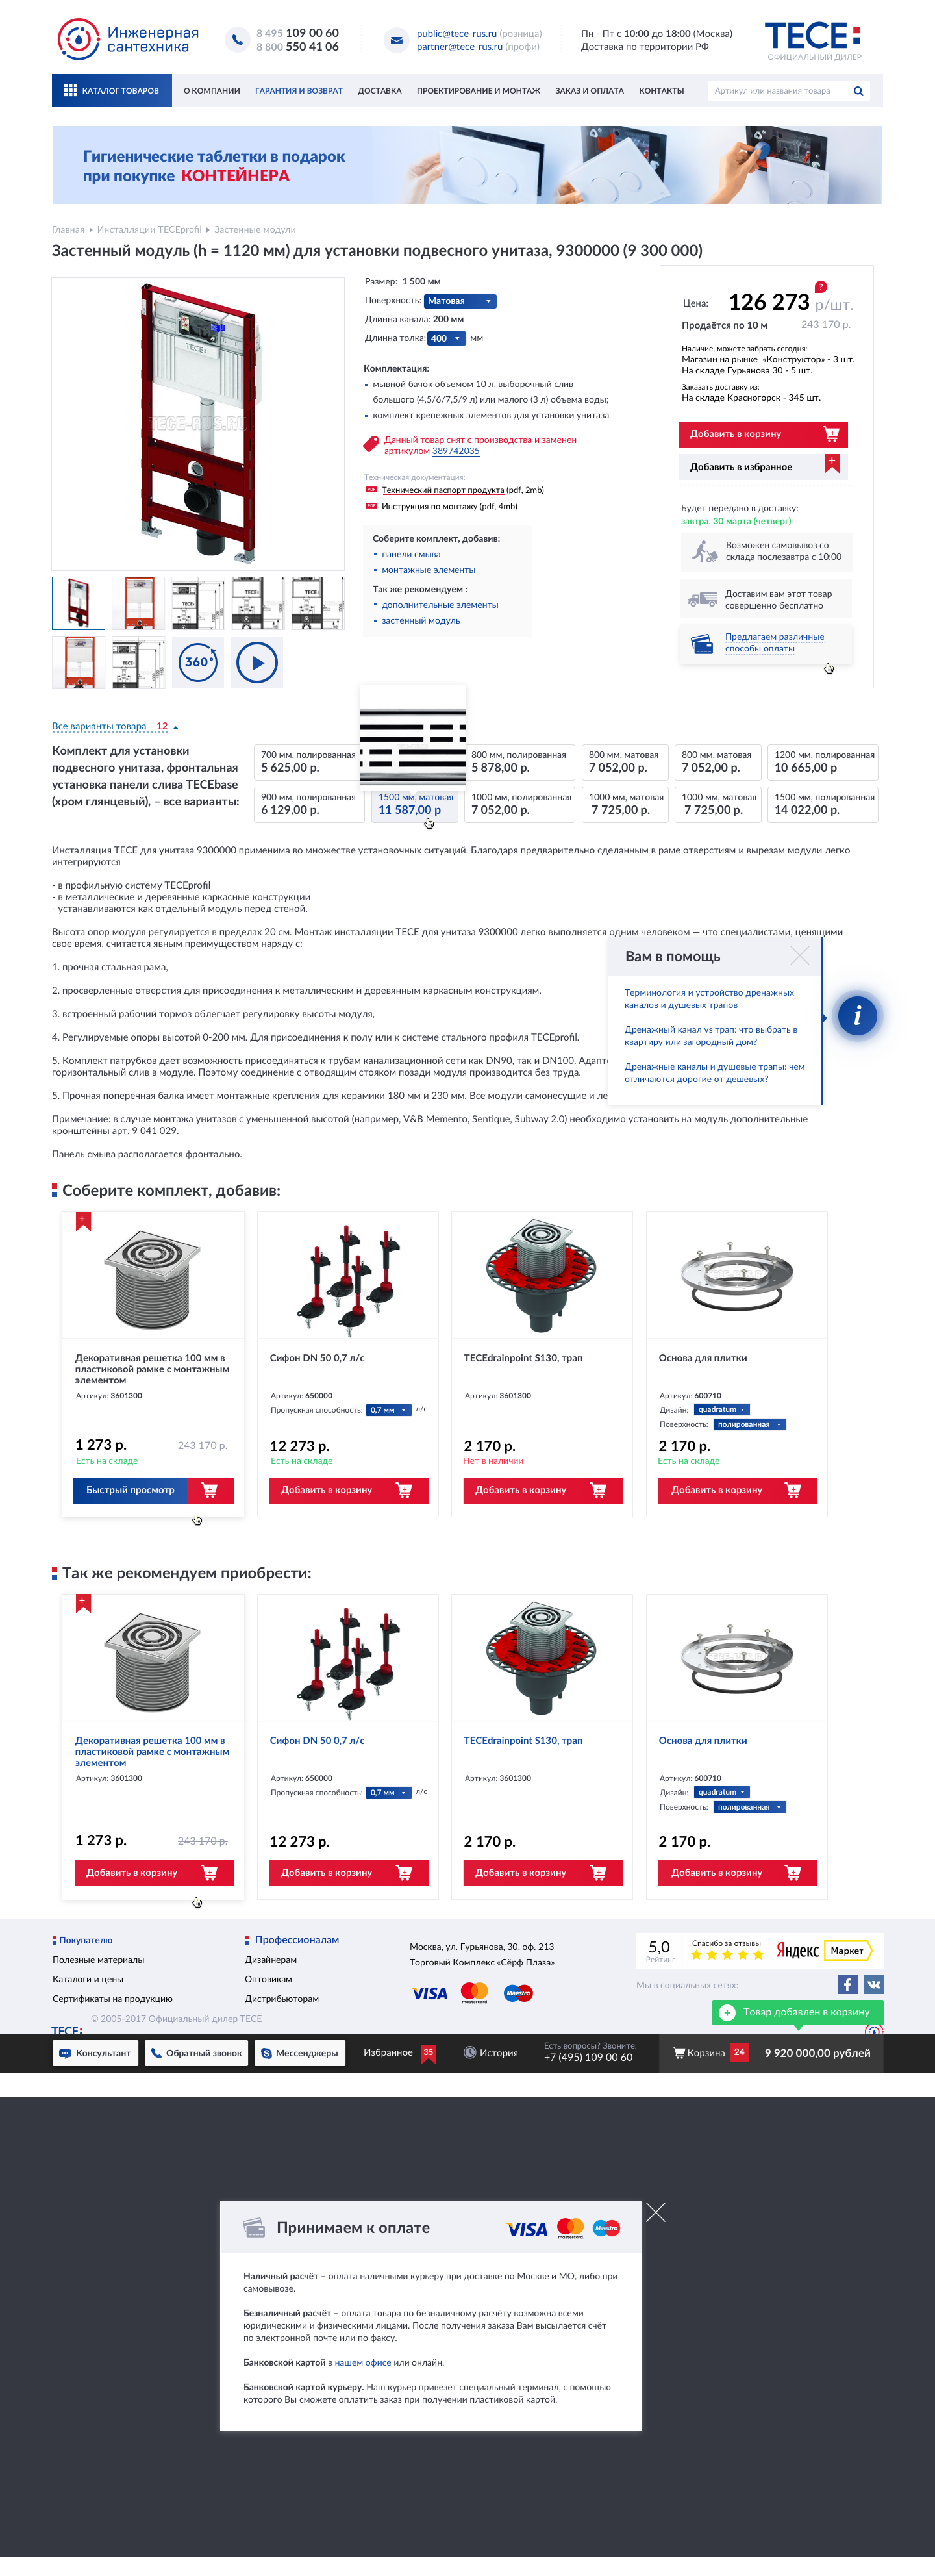 Инженерная
сантехника
8 495 109 00 60
8 800 550 41 06
public@tece-rus.ru (розница)
partner@tece-rus.ru (профи)
Пн - Пт с 10:00 до 18:00 (Москва)
Доставка по территории РФ
TECE
ОФИЦИАЛЬНЫЙ ДИЛЕР
КАТАЛОГ ТОВАРОВ
О КОМПАНИИ
ГАРАНТИЯ И ВОЗВРАТ
ДОСТАВКА
ПРОЕКТИРОВАНИЕ И МОНТАЖ
ЗАКАЗ И ОПЛАТА
КОНТАКТЫ
Артикул или названия товара
Гигиенические таблетки в подарок
при покупке КОНТЕЙНЕРА
Главная
Инсталляции TECEprofil
Застенные модули
Застенный модуль (h = 1120 мм) для установки подвесного унитаза, 9300000 (9 300 000)
TECE:
TECE-RUS.RU
360°
Размер: 1 500 мм
Поверхность: Матовая
Длинна канала: 200 мм
Длинна толка: 400 мм
Комплектация:
мывной бачок объемом 10 л, выборочный слив
большого (4,5/6/7,5/9 л) или малого (3 л) объема воды;
комплект крепежных элементов для установки унитаза
Данный товар снят с производства и заменен
артикулом 389742035
Техническая документация:
PDF Технический паспорт продукта (pdf, 2mb)
PDF Инструкция по монтажу (pdf, 4mb)
Соберите комплект, добавив:
панели смыва
монтажные элементы
Так же рекомендуем :
дополнительные элементы
застенный модуль
?
Цена: 126 273 р/шт.
Продаётся по 10 м 243 170 р.
Наличие, можете забрать сегодня:
Магазин на рынке «Конструктор» - 3 шт.
На складе Гурьянова 30 - 5 шт.
Заказать доставку из:
На складе Красногорск - 345 шт.
Добавить в корзину
Добавить в избранное
Будет передано в доставку:
завтра, 30 марта (четверг)
Возможен самовывоз со
склада послезавтра с 10:00
Доставим вам этот товар
совершенно бесплатно
Предлагаем различные
способы оплаты
Все варианты товара 12
Комплект для установки
подвесного унитаза, фронтальная
установка панели слива TECEbase
(хром глянцевый), – все варианты:
700 мм, полированная
5 625,00 р.
800 мм, полированная
5 878,00 р.
800 мм, матовая
7 052,00 р.
800 мм, матовая
7 052,00 р.
1200 мм, полированная
10 665,00 р
900 мм, полированная
6 129,00 р.
1500 мм, матовая
11 587,00 р
1000 мм, полированная
7 052,00 р.
1000 мм, матовая
7 725,00 р.
1000 мм, матовая
7 725,00 р.
1500 мм, полированная
14 022,00 р.
Инсталляция TECE для унитаза 9300000 применима во множестве установочных ситуаций. Благодаря предварительно сделанным в раме отверстиям и вырезам модули легко
интегрируются
- в профильную систему TECEprofil
- в металлические и деревянные каркасные конструкции
- устанавливаются как отдельный модуль перед стеной.
Высота опор модуля регулируется в пределах 20 см. Монтаж инсталляции TECE для унитаза 9300000 легко выполняется одним человеком — что специалистами, ценящими
свое время, считается явным преимуществом наряду с:
1. прочная стальная рама,
2. просверленные отверстия для присоединения к металлическим и деревянным каркасным конструкциям,
3. встроенный рабочий тормоз облегчает регулировку высоты модуля,
4. Регулируемые опоры высотой 0-200 мм. Для присоединения к полу или к системе стального профиля TECEprofil.
5. Комплект патрубков дает возможность присоединяться к трубам канализационной сети как DN90, так и DN100. Адапт
горизонтальный слив в модуле. Поэтому соединение с отводящим стояком позади модуля производится без труда.
5. Прочная поперечная балка имеет монтажные крепления для керамики 180 мм и 230 мм. Все модули самонесущие и ле
Примечание: в случае монтажа унитазов с уменьшенной высотой (например, V&B Memento, Sentique, Subway 2.0) необходимо установить на модуль дополнительные
кронштейны арт. 9 041 029.
Панель смыва располагается фронтально.
Вам в помощь
Терминология и устройство дренажных
каналов и душевых трапов
Дренажный канал vs трап: что выбрать в
квартиру или загородный дом?
Дренажные каналы и душевые трапы: чем
отличаются дорогие от дешевых?
i
Соберите комплект, добавив:
Декоративная решетка 100 мм в
пластиковой рамке с монтажным
элементом
Артикул: 3601300
1 273 р. 243 170 р.
Есть на складе
Быстрый просмотр
Сифон DN 50 0,7 л/с
Артикул: 650000
Пропускная способность: 0,7 мм л/с
12 273 р.
Есть на складе
Добавить в корзину
TECEdrainpoint S130, трап
Артикул: 3601300
2 170 р.
Нет в наличии
Добавить в корзину
Основа для плитки
Артикул: 600710
Дизайн: quadratum
Поверхность: полированная
2 170 р.
Есть на складе
Добавить в корзину
Так же рекомендуем приобрести:
Декоративная решетка 100 мм в
пластиковой рамке с монтажным
элементом
Артикул: 3601300
1 273 р. 243 170 р.
Добавить в корзину
Сифон DN 50 0,7 л/с
Артикул: 650000
Пропускная способность: 0,7 мм л/с
12 273 р.
Добавить в корзину
TECEdrainpoint S130, трап
Артикул: 3601300
2 170 р.
Добавить в корзину
Основа для плитки
Артикул: 600710
Дизайн: quadratum
Поверхность: полированная
2 170 р.
Добавить в корзину
Покупателю
Полезные материалы
Каталоги и цены
Сертификаты на продукцию
Профессионалам
Дизайнерам
Оптовикам
Дистрибьюторам
Москва, ул. Гурьянова, 30, оф. 213
Торговый Комплекс «Сёрф Плаза»
VISA mastercard Maestro
5,0
Рейтинг
Спасибо за отзывы
Яндекс Маркет
Мы в социальных сетях:
© 2005-2017 Официальный дилер TECE
TECE:
Товар добавлен в корзину
Консультант
Обратный звонок
Мессенджеры
Избранное 35
История
Есть вопросы? Звоните:
+7 (495) 109 00 60
Корзина 24
9 920 000,00 рублей
Принимаем к оплате
VISA mastercard Maestro
Наличный расчёт – оплата наличными курьеру при доставке по Москве и МО, либо при
самовывозе.
Безналичный расчёт – оплата товара по безналичному расчёту возможна всеми
юридическими и физическими лицами. После получения заказа Вам высылается счёт
по электронной почте или по факсу.
Банковской картой в нашем офисе или онлайн.
Банковской картой курьеру. Наш курьер привезет специальный терминал, с помощью
которого Вы сможете оплатить заказ при получении пластиковой картой.